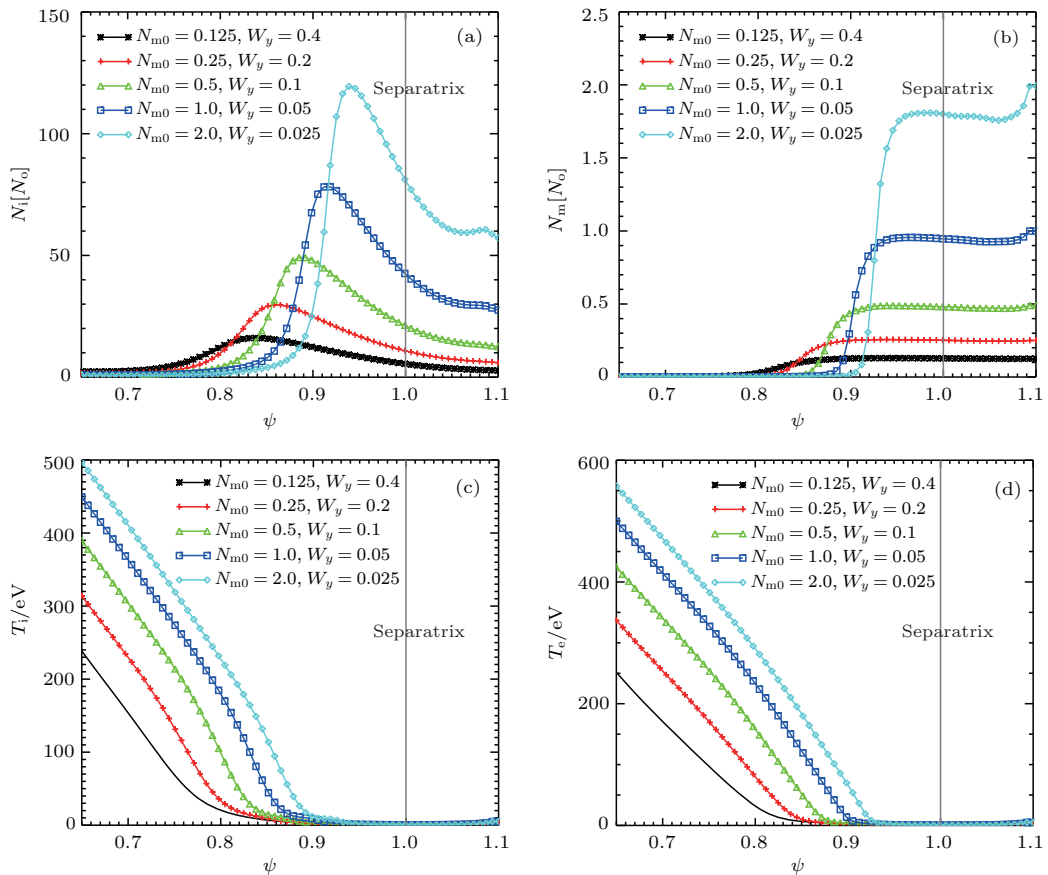 150
100
50
0
0.7
0.8
0.9
1.0
1.1
ψ
N_i[N_o]
N_m0 = 0.125, W_y = 0.4
N_m0 = 0.25, W_y = 0.2
N_m0 = 0.5, W_y = 0.1
N_m0 = 1.0, W_y = 0.05
N_m0 = 2.0, W_y = 0.025
(a)
Separatrix
2.5
2.0
1.5
1.0
0.5
0
0.7
0.8
0.9
1.0
1.1
ψ
N_m[N_o]
N_m0 = 0.125, W_y = 0.4
N_m0 = 0.25, W_y = 0.2
N_m0 = 0.5, W_y = 0.1
N_m0 = 1.0, W_y = 0.05
N_m0 = 2.0, W_y = 0.025
(b)
Separatrix
500
400
300
200
100
0
0.7
0.8
0.9
1.0
1.1
ψ
T_i/eV
N_m0 = 0.125, W_y = 0.4
N_m0 = 0.25, W_y = 0.2
N_m0 = 0.5, W_y = 0.1
N_m0 = 1.0, W_y = 0.05
N_m0 = 2.0, W_y = 0.025
(c)
Separatrix
600
400
200
0
0.7
0.8
0.9
1.0
1.1
ψ
T_e/eV
N_m0 = 0.125, W_y = 0.4
N_m0 = 0.25, W_y = 0.2
N_m0 = 0.5, W_y = 0.1
N_m0 = 1.0, W_y = 0.05
N_m0 = 2.0, W_y = 0.025
(d)
Separatrix